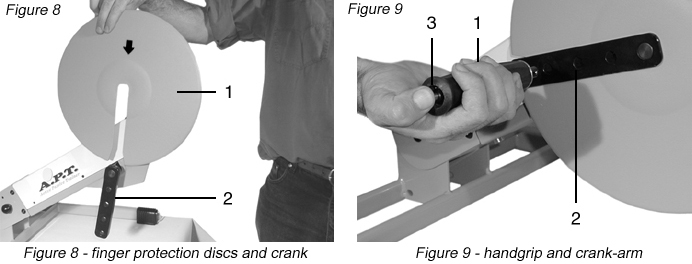 Figure 8
1
A.P.T.
2
Figure 8 - finger protection discs and crank
Figure 9
3 1
2
Figure 9 - handgrip and crank-arm